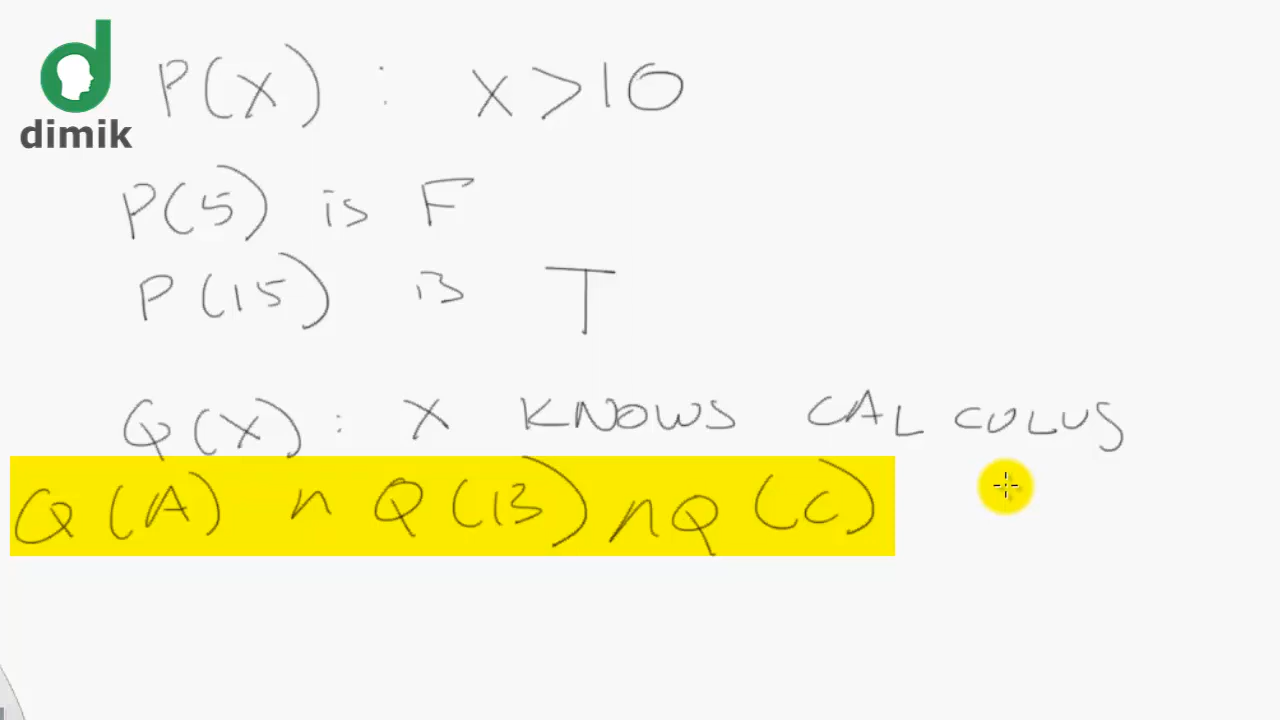 dimik
P(X) : X>10
P(5) is F
P(15) is T
Q(X) : X KNOWS CALCULUS
Q(A) ∩ Q(B) ∩ Q(C)